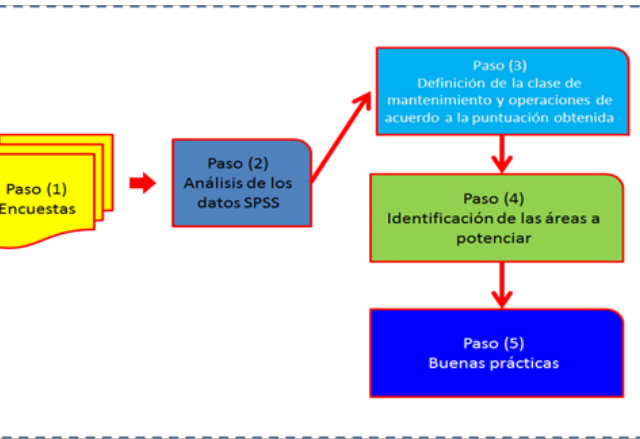 Paso (1)
Encuestas
Paso (2)
Análisis de los
datos SPSS
Paso (3)
Definición de la clase de
mantenimiento y operaciones de
acuerdo a la puntuación obtenida
Paso (4)
Identificación de las áreas a
potenciar
Paso (5)
Buenas prácticas